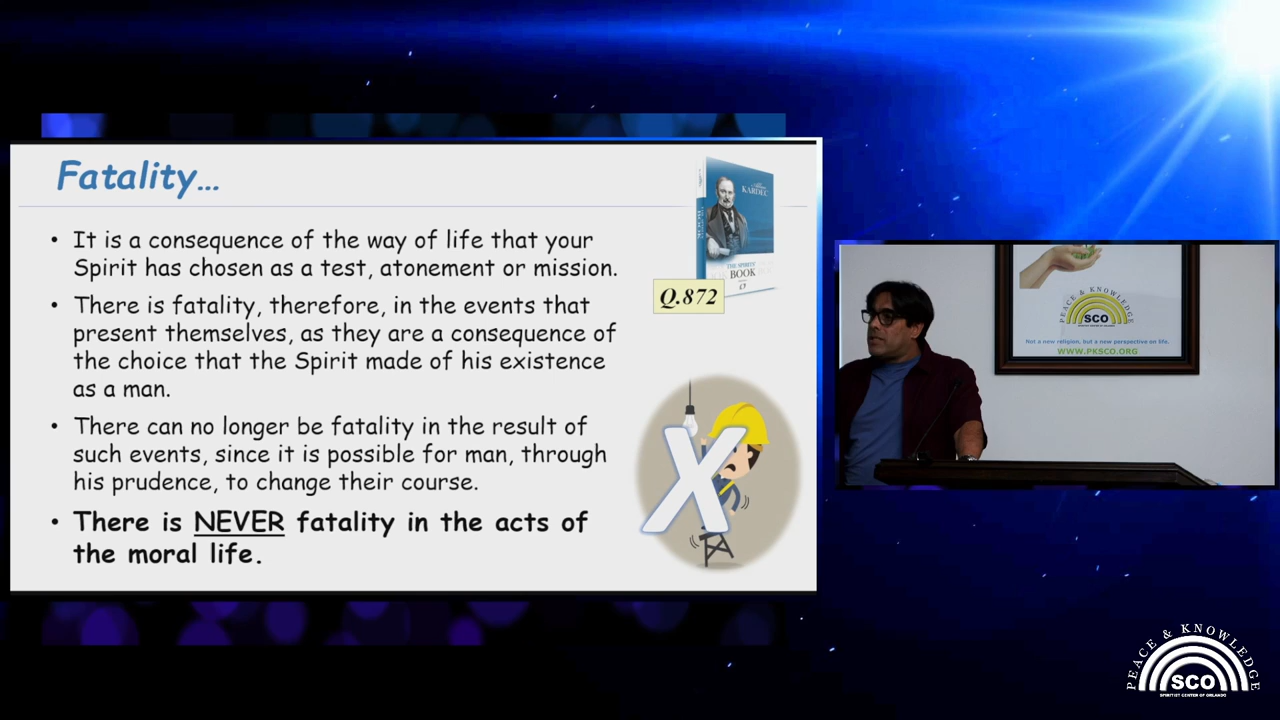 Fatality...
• It is a consequence of the way of life that your
Spirit has chosen as a test, atonement or mission.
• There is fatality, therefore, in the events that
present themselves, as they are a consequence of
the choice that the Spirit made of his existence
as a man.
• There can no longer be fatality in the result of
such events, since it is possible for man, through
his prudence, to change their course.
• There is NEVER fatality in the acts of
the moral life.
KARDEC
THE SPIRITS'
BOOK
Q.872
X
PEACE & KNOWLEDGE
SCO
Not a new religion, but a new perspective on life.
WWW.PKSCO.ORG
PEACE & KNOWLEDGE
SCO
SPIRITIST CENTER OF ORLANDO